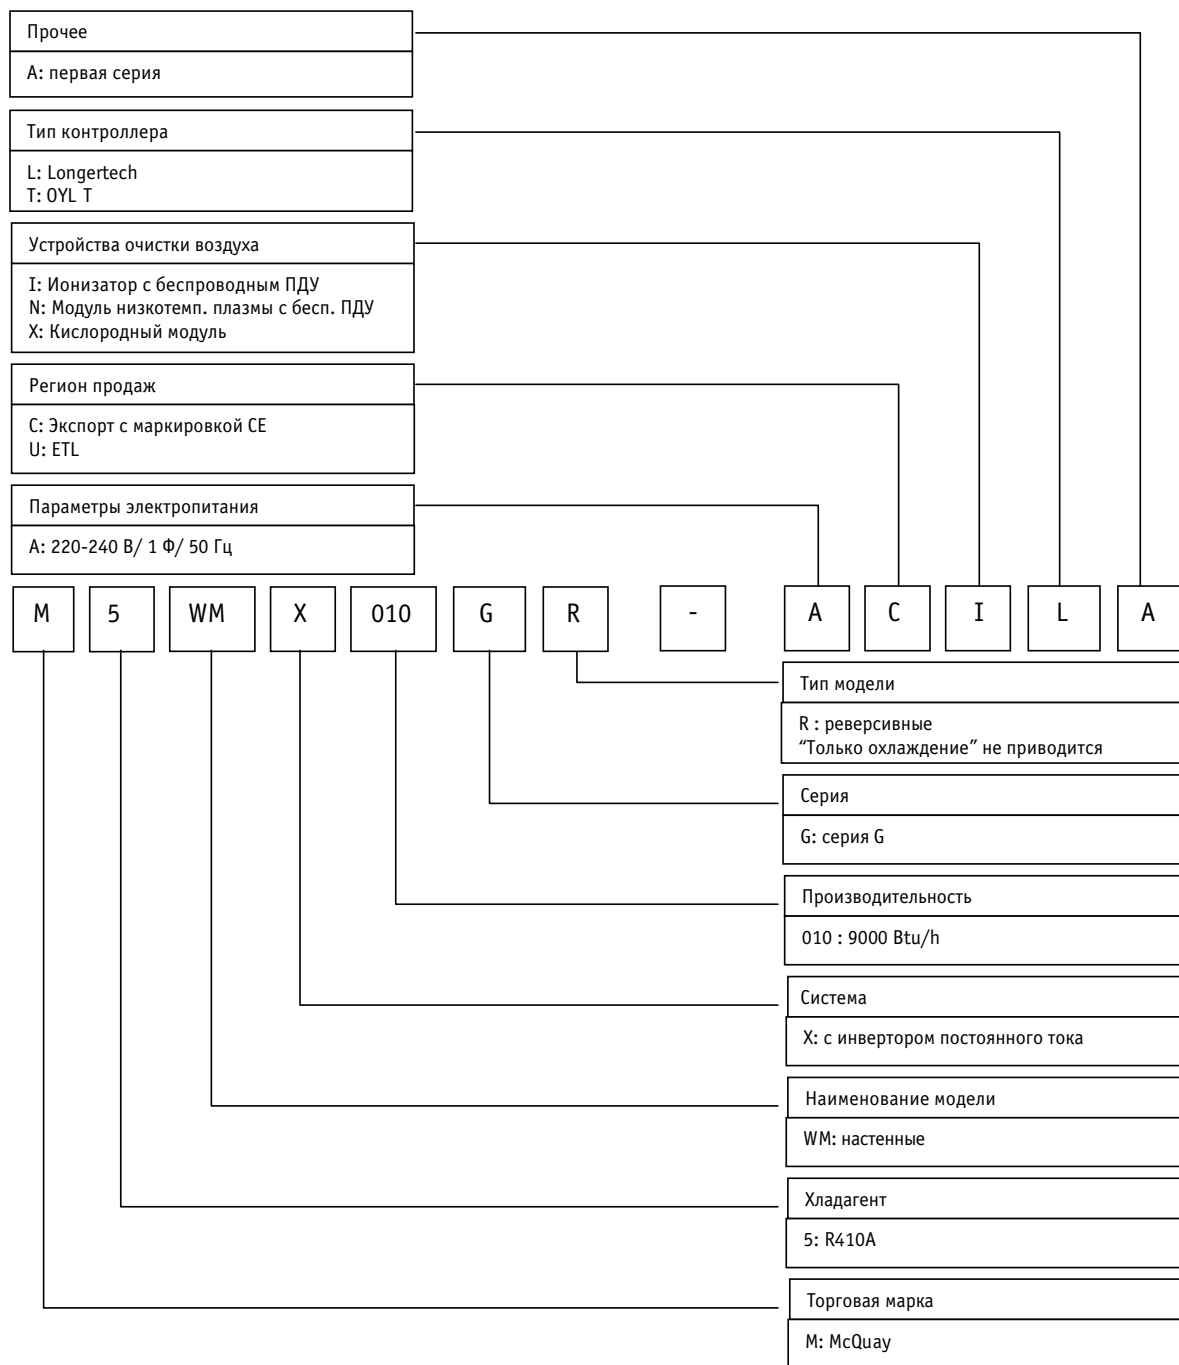 Прочее
А: первая серия
Тип контроллера
L: Longertech
T: OYL T
Устройства очистки воздуха
I: Ионизатор с беспроводным ПДУ
N: Модуль низкотемп. плазмы с бесп. ПДУ
X: Кислородный модуль
Регион продаж
C: Экспорт с маркировкой CE
U: ETL
Параметры электропитания
А: 220-240 В/ 1 Ф/ 50 Гц
M 5 WM X 010 G R - A C I L A
Тип модели
R : реверсивные
“Только охлаждение” не приводится
Серия
G: серия G
Производительность
010 : 9000 Btu/h
Система
X: с инвертором постоянного тока
Наименование модели
WM: настенные
Хладагент
5: R410A
Торговая марка
M: McQuay